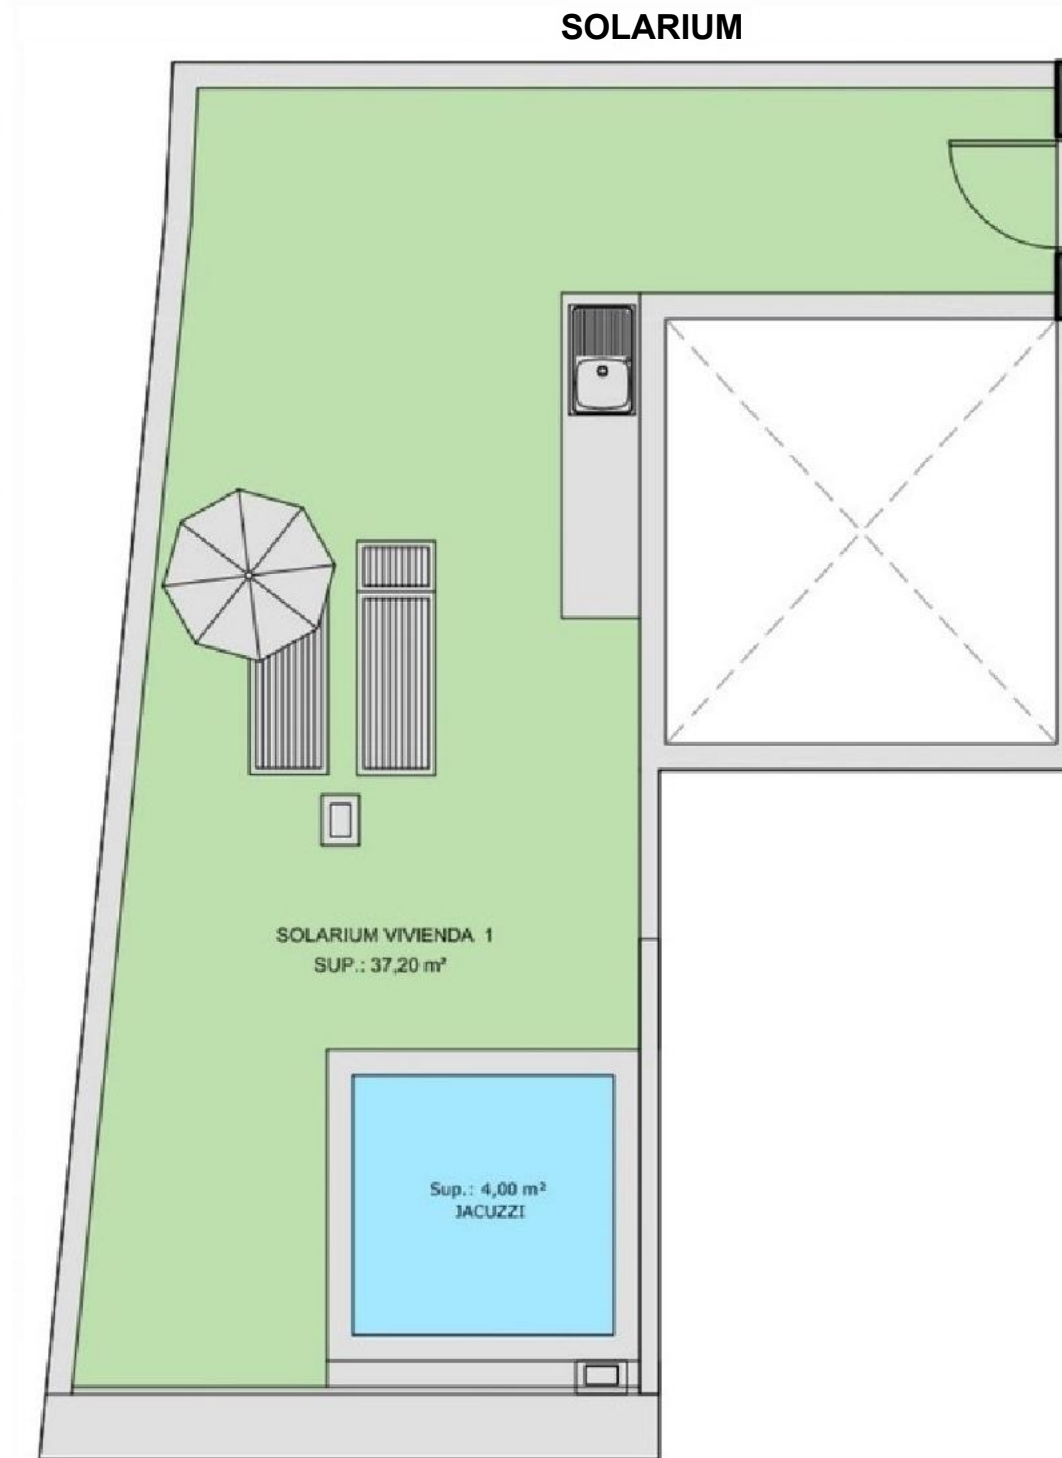 SOLARIUM
SOLARIUM VIVIENDA 1
SUP.: 37,20 m²
Sup.: 4,00 m²
JACUZZI